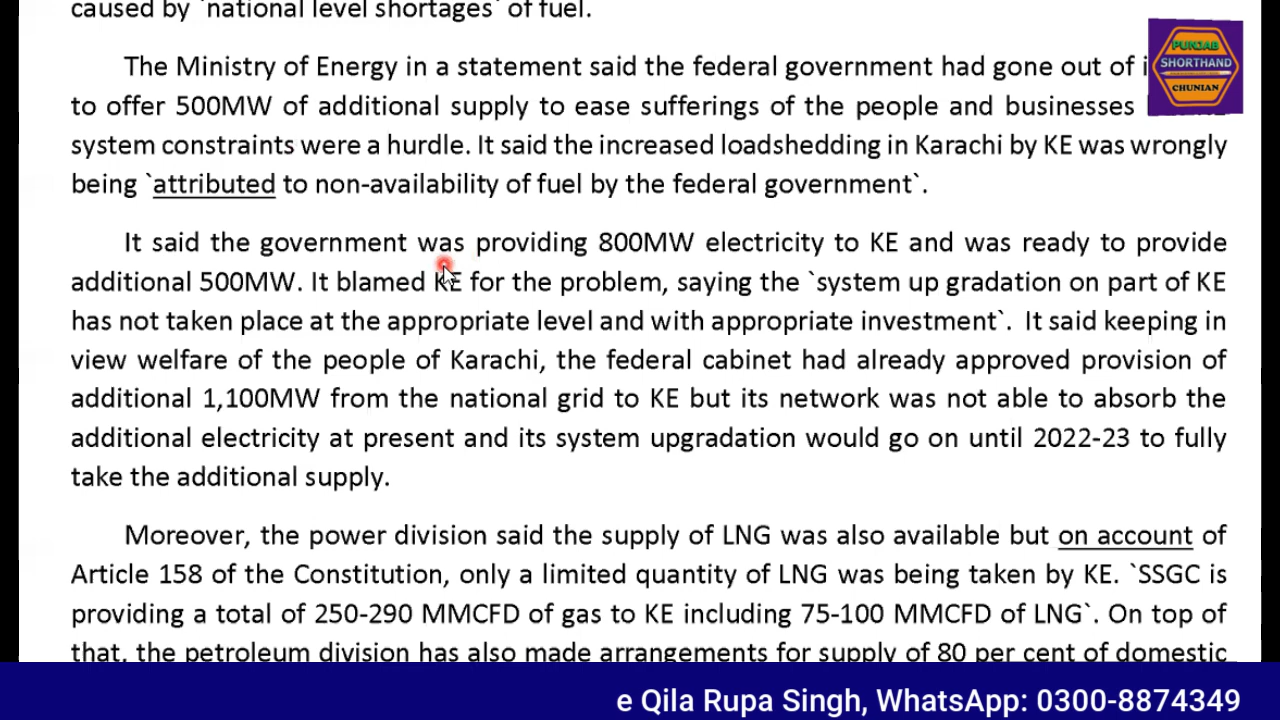 caused by `national level shortages` of fuel.
The Ministry of Energy in a statement said the federal government had gone out of
to offer 500MW of additional supply to ease sufferings of the people and businesses
system constraints were a hurdle. It said the increased loadshedding in Karachi by KE was wrongly
being `attributed to non-availability of fuel by the federal government`.
It said the government was providing 800MW electricity to KE and was ready to provide
additional 500MW. It blamed KE for the problem, saying the `system up gradation on part of KE
has not taken place at the appropriate level and with appropriate investment`. It said keeping in
view welfare of the people of Karachi, the federal cabinet had already approved provision of
additional 1,100MW from the national grid to KE but its network was not able to absorb the
additional electricity at present and its system upgradation would go on until 2022-23 to fully
take the additional supply.
Moreover, the power division said the supply of LNG was also available but on account of
Article 158 of the Constitution, only a limited quantity of LNG was being taken by KE. `SSGC is
providing a total of 250-290 MMCFD of gas to KE including 75-100 MMCFD of LNG`. On top of
that, the petroleum division has also made arrangements for supply of 80 per cent of domestic
PUNJAB
SHORTHAND
CHUNIAN
e Qila Rupa Singh, WhatsApp: 0300-8874349